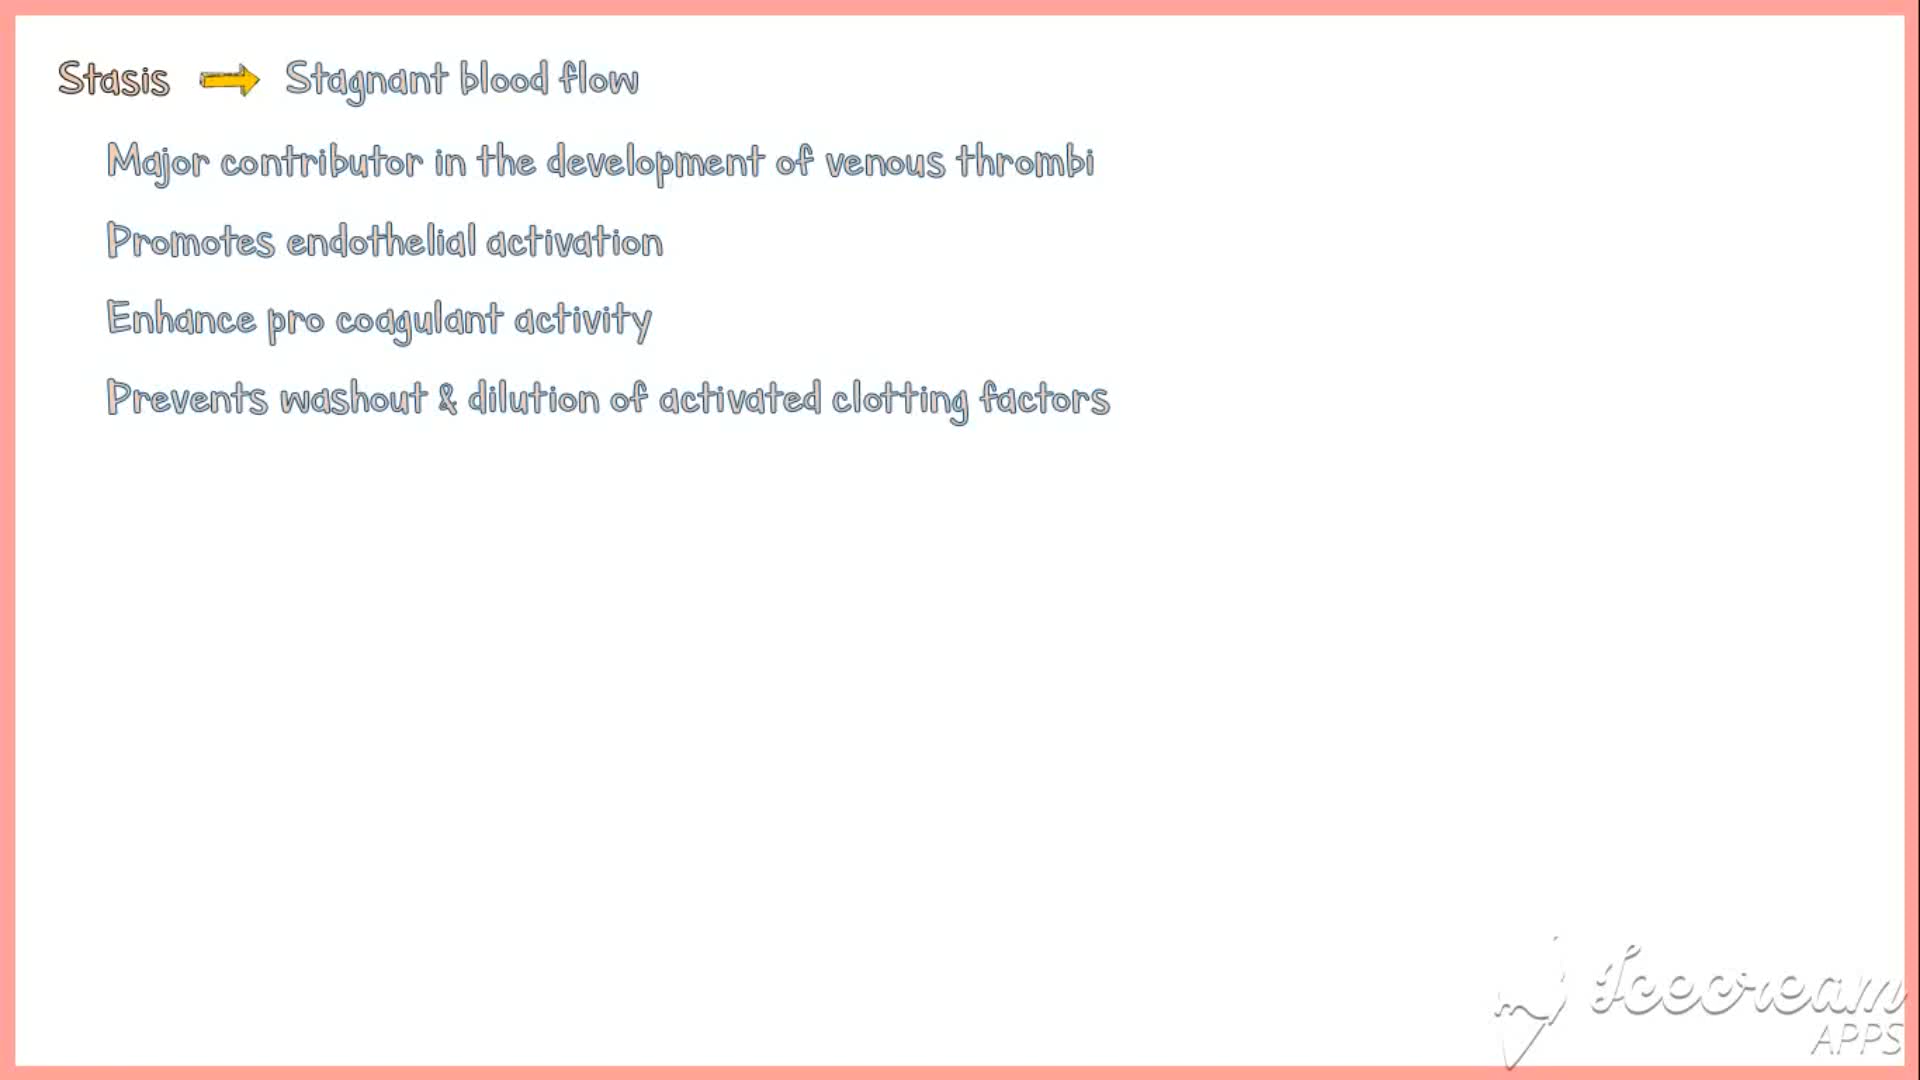 Stasis Stagnant blood flow
Major contributor in the development of venous thrombi
Promotes endothelial activation
Enhance pro coagulant activity
Prevents washout & dilution of activated clotting factors
Icecream
APPS